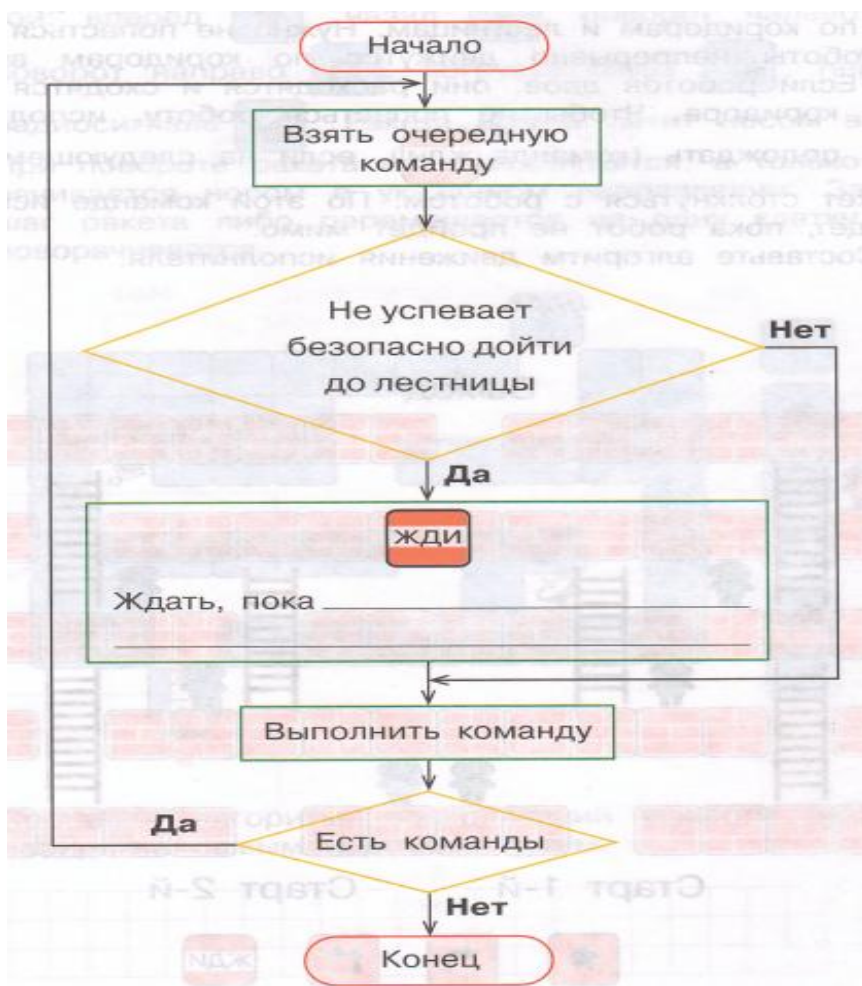 Начало
Взять очередную
команду
Не успевает
безопасно дойти
до лестницы
Нет
Да
ЖДИ
Ждать, пока
Выполнить команду
Да
Есть команды
Нет
Конец